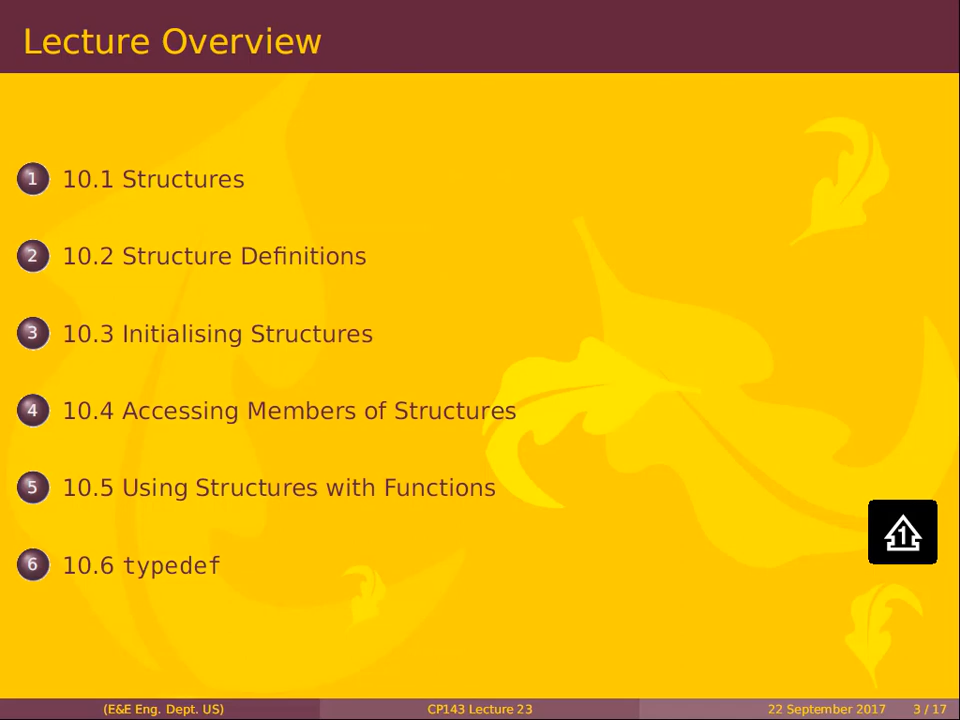 Lecture Overview
1 10.1 Structures
2 10.2 Structure Definitions
3 10.3 Initialising Structures
4 10.4 Accessing Members of Structures
5 10.5 Using Structures with Functions
1
6 10.6 typedef
(E&E Eng. Dept. US) CP143 Lecture 23 22 September 2017 3 / 17